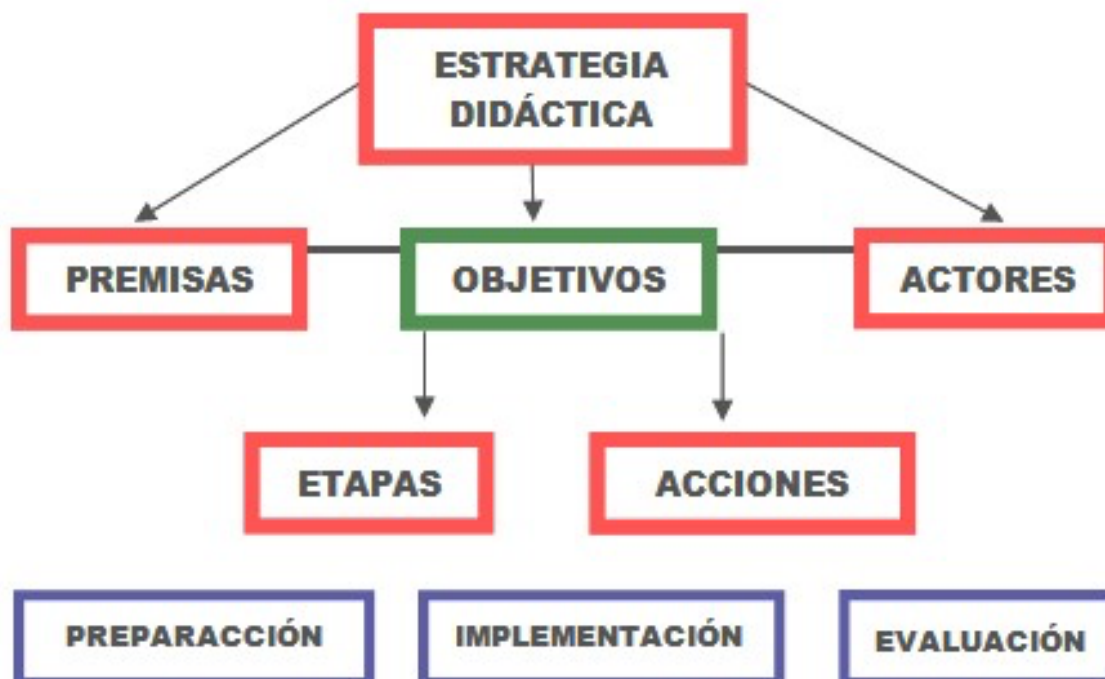 ESTRATEGIA
DIDÁCTICA
PREMISAS
OBJETIVOS
ACTORES
ETAPAS
ACCIONES
PREPARACCIÓN
IMPLEMENTACIÓN
EVALUACIÓN